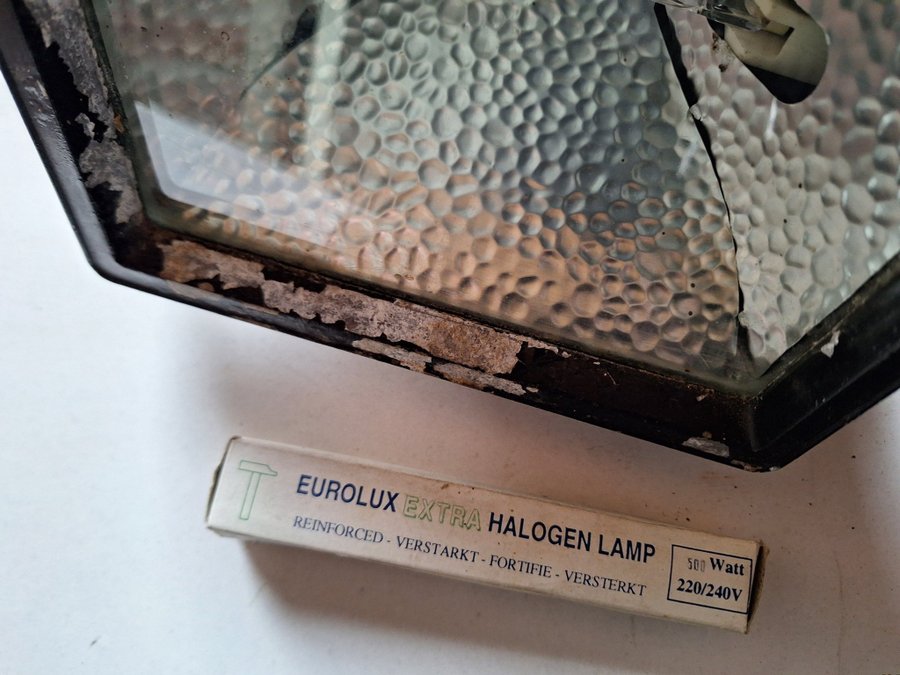 EUROLUX EXTRA HALOGEN LAMP
REINFORCED - VERSTARKT - FORTIFIE - VERSTERKT
500 Watt
220/240V